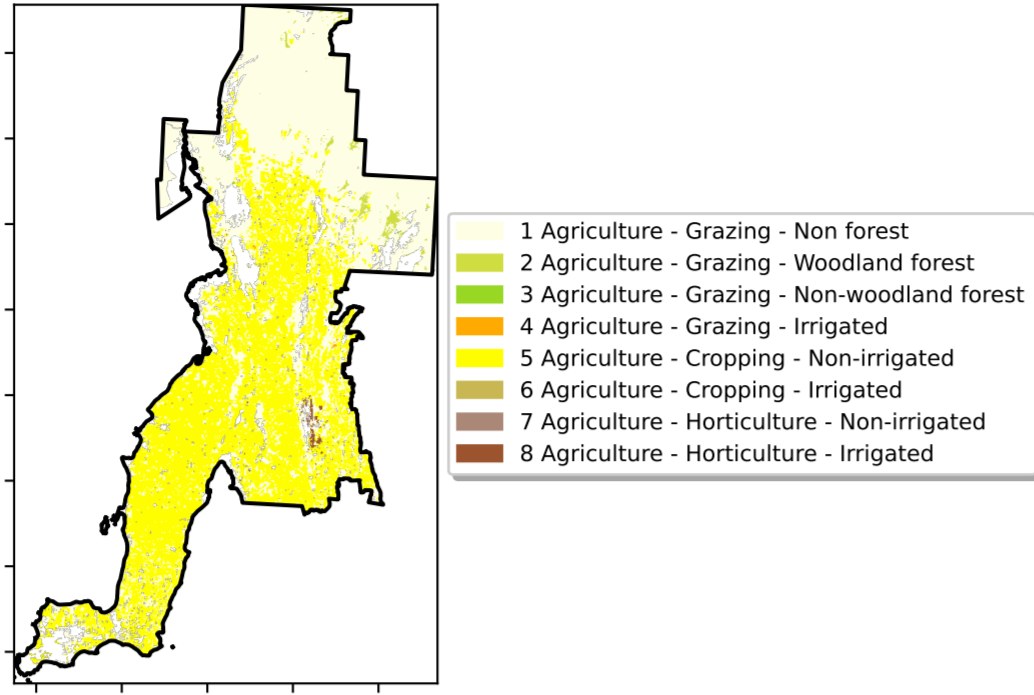 1 Agriculture - Grazing - Non forest
2 Agriculture - Grazing - Woodland forest
3 Agriculture - Grazing - Non-woodland forest
4 Agriculture - Grazing - Irrigated
5 Agriculture - Cropping - Non-irrigated
6 Agriculture - Cropping - Irrigated
7 Agriculture - Horticulture - Non-irrigated
8 Agriculture - Horticulture - Irrigated